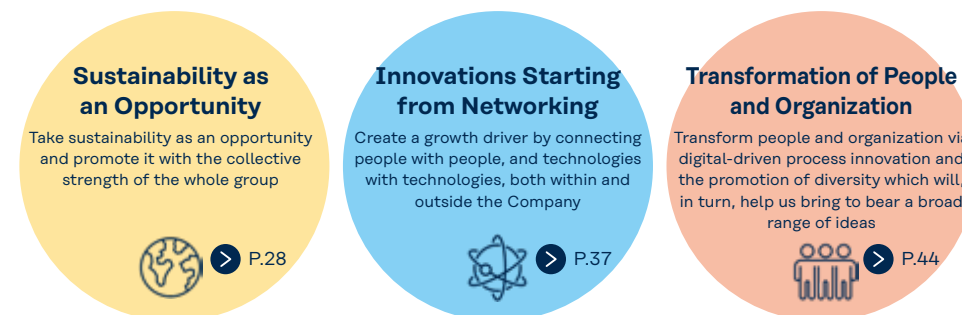 Sustainability as
an Opportunity
Take sustainability as an opportunity
and promote it with the collective
strength of the whole group
P.28
Innovations Starting
from Networking
Create a growth driver by connecting
people with people, and technologies
with technologies, both within and
outside the Company
P.37
Transformation of People
and Organization
Transform people and organization via
digital-driven process innovation and
the promotion of diversity which will,
in turn, help us bring to bear a broad
range of ideas
P.44